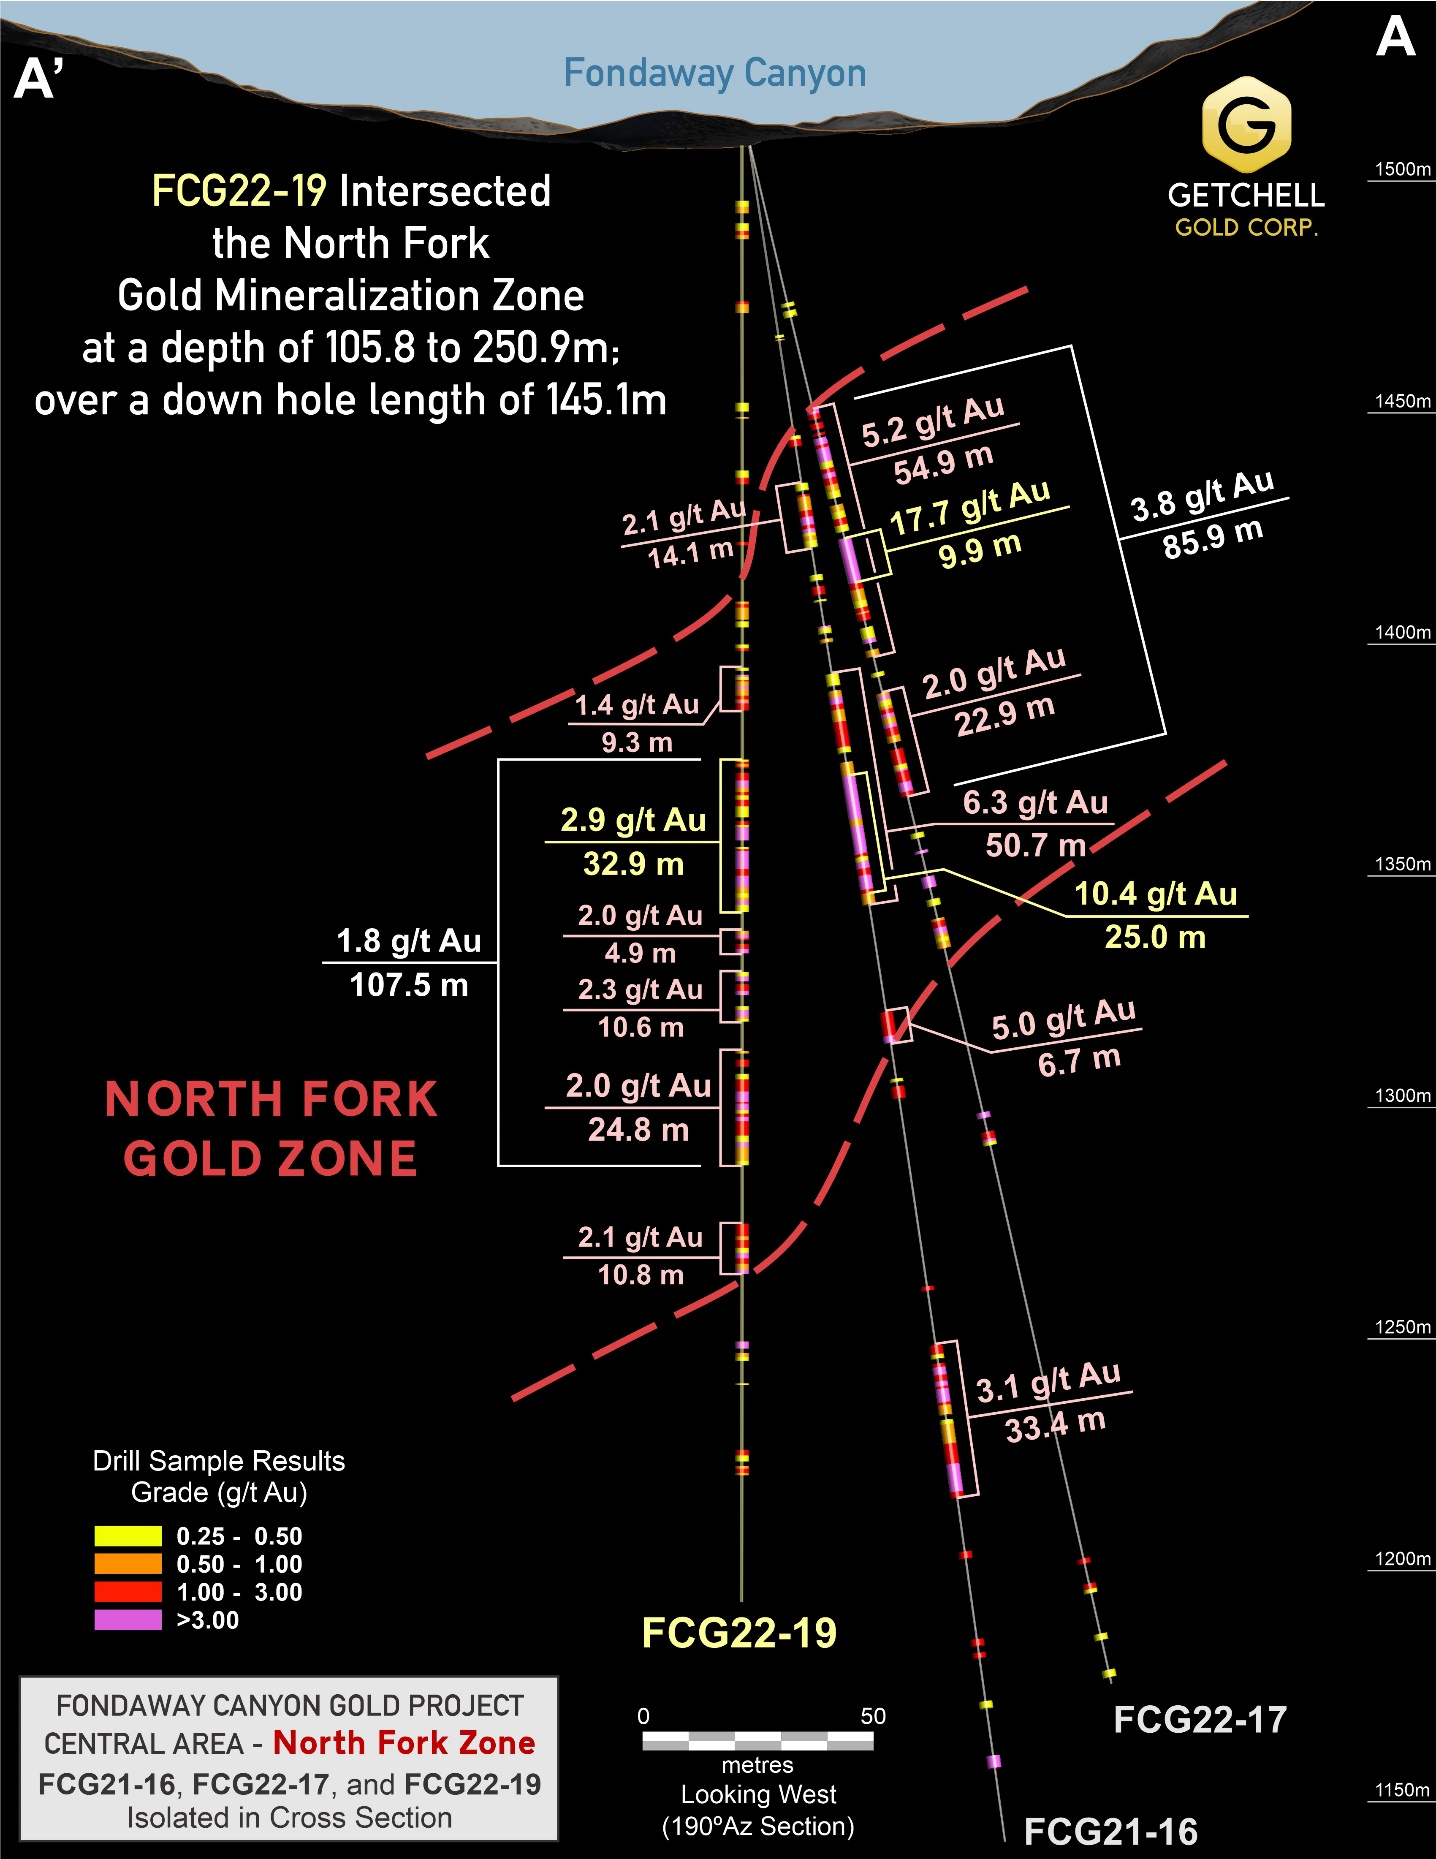 A’
A
Fondaway Canyon
G
GETCHELL
GOLD CORP.
FCG22-19 Intersected
the North Fork
Gold Mineralization Zone
at a depth of 105.8 to 250.9m;
over a down hole length of 145.1m
1500m
1450m
1400m
1350m
1300m
1250m
1200m
1150m
5.2 g/t Au
54.9 m
17.7 g/t Au
9.9 m
3.8 g/t Au
85.9 m
2.1 g/t Au
14.1 m
2.0 g/t Au
22.9 m
1.4 g/t Au
9.3 m
6.3 g/t Au
50.7 m
2.9 g/t Au
32.9 m
10.4 g/t Au
25.0 m
2.0 g/t Au
4.9 m
1.8 g/t Au
107.5 m
2.3 g/t Au
10.6 m
5.0 g/t Au
6.7 m
2.0 g/t Au
24.8 m
NORTH FORK
GOLD ZONE
2.1 g/t Au
10.8 m
3.1 g/t Au
33.4 m
Drill Sample Results
Grade (g/t Au)
0.25 - 0.50
0.50 - 1.00
1.00 - 3.00
>3.00
FCG22-19
FCG22-17
FCG21-16
FONDAWAY CANYON GOLD PROJECT
CENTRAL AREA - North Fork Zone
FCG21-16, FCG22-17, and FCG22-19
Isolated in Cross Section
0 50
metres
Looking West
(190ºAz Section)